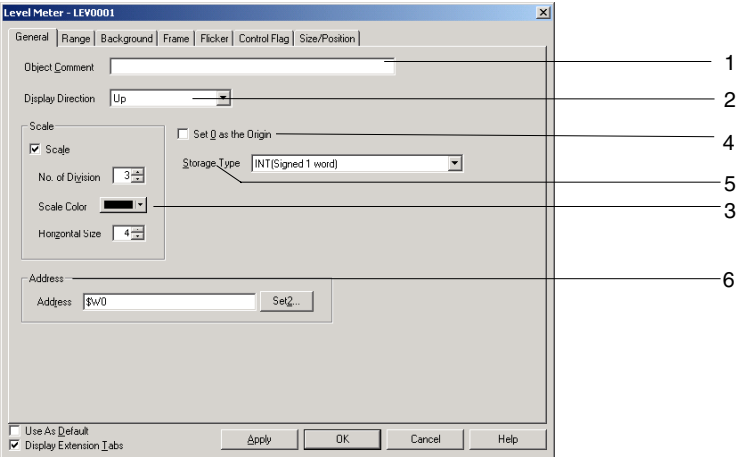 Level Meter - LEV0001
General Range Background Frame Flicker Control Flag Size/Position
Object Comment 1
Display Direction Up 2
Scale
Set 0 as the Origin 4
Scale
Storage Type INT(Signed 1 word)
No. of Division 3
5
Scale Color 3
Horizontal Size 4
Address 6
Address $W0 Set2...
Use As Default
Display Extension Tabs
Apply OK Cancel Help